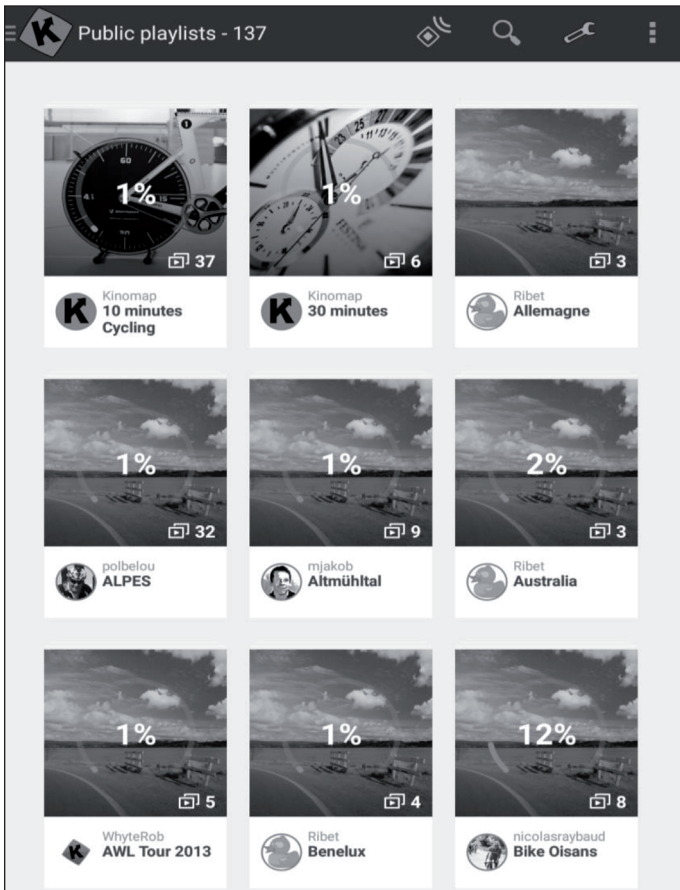 Public playlists - 137
1%
37
Kinomap
10 minutes
Cycling
1%
6
Kinomap
30 minutes
3
Ribet
Allemagne
1%
32
polbelou
ALPES
1%
9
mjakob
Altmühltal
2%
3
Ribet
Australia
1%
5
WhyteRob
AWL Tour 2013
1%
4
Ribet
Benelux
12%
8
nicolasraybaud
Bike Oisans